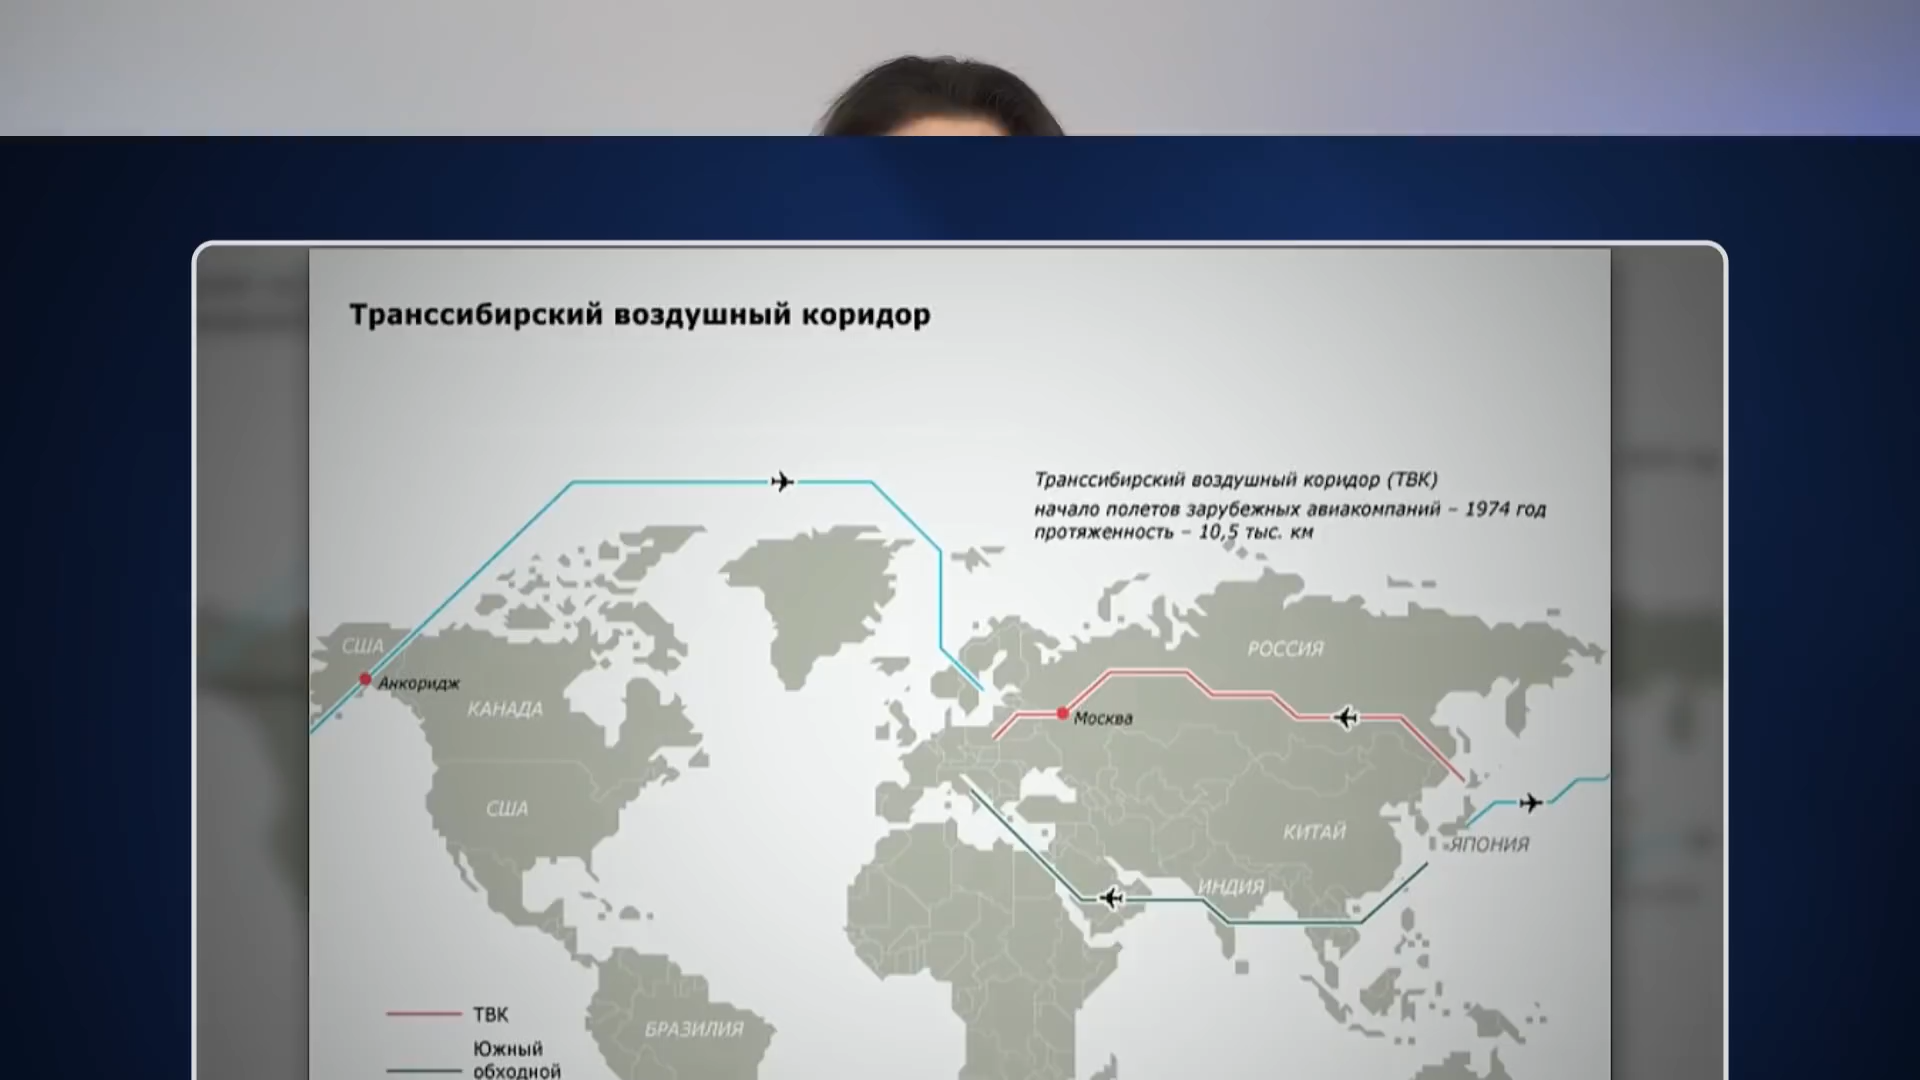 Транссибирский воздушный коридор
Транссибирский воздушный коридор (ТВК)
начало полетов зарубежных авиакомпаний – 1974 год
протяженность – 10,5 тыс. км
США
РОССИЯ
Анкоридж
КАНАДА
Москва
США
КИТАЙ
ЯПОНИЯ
ИНДИЯ
ТВК
БРАЗИЛИЯ
Южный
обходной